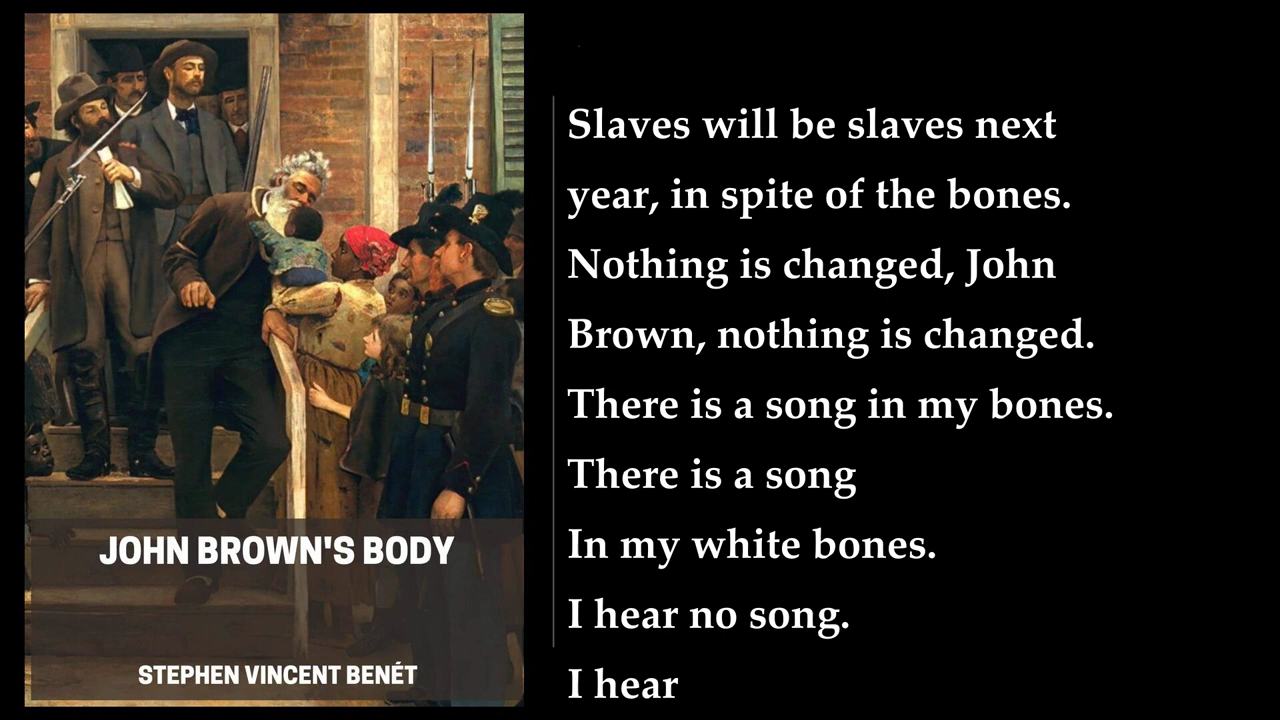 JOHN BROWN'S BODY
STEPHEN VINCENT BENÉT
Slaves will be slaves next
year, in spite of the bones.
Nothing is changed, John
Brown, nothing is changed.
There is a song in my bones.
There is a song
In my white bones.
I hear no song.
I hear